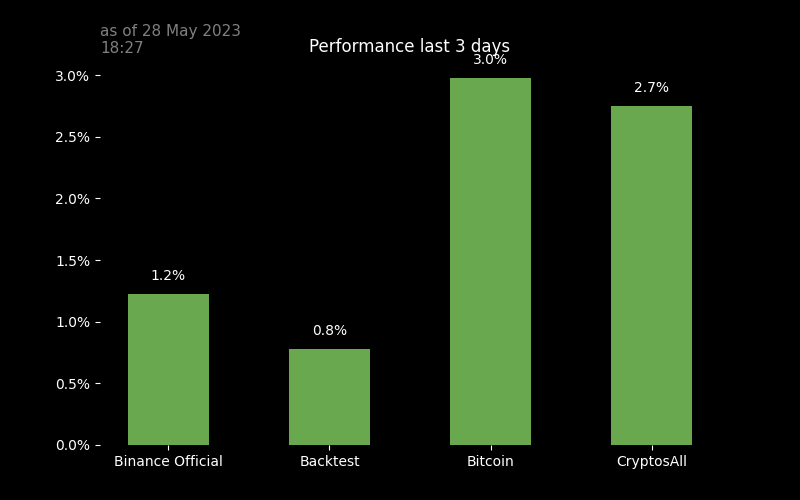 as of 28 May 2023
18:27
Performance last 3 days
3.0%
3.0%
2.7%
2.5%
2.0%
1.5%
1.2%
1.0%
0.8%
0.5%
0.0%
Binance Official
Backtest
Bitcoin
CryptosAll